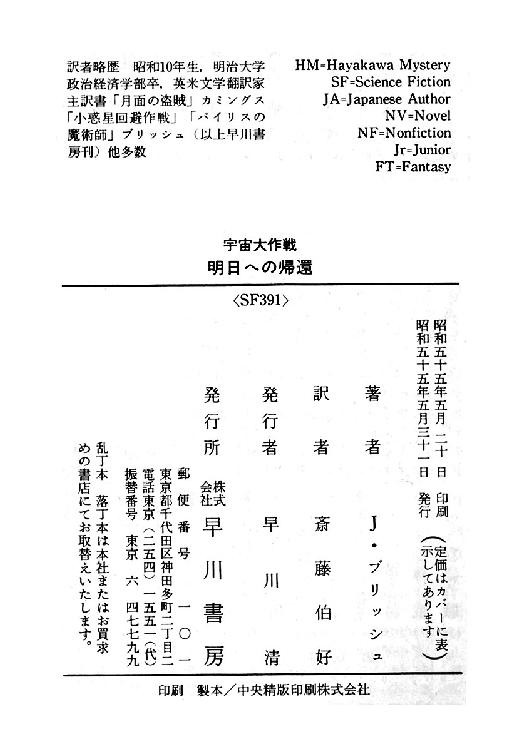 訳者略歴　昭和10年生，明治大学
政治経済学部卒，英米文学翻訳家
主訳書「月面の盗賊」カミングス
「小惑星回避作戦」「バイリスの
魔術師」ブリッシュ（以上早川書
房刊）他多数
HM=Hayakawa Mystery
SF=Science Fiction
JA=Japanese Author
NV=Novel
NF=Nonfiction
Jr=Junior
FT=Fantasy
宇宙大作戦
明日への帰還
〈SF391〉
昭和五十五年五月二十日　印刷
昭和五十五年五月三十一日　発行
（定価はカバーに表示してあります）
著者　J・ブリッシュ
訳者　斎藤伯好
発行者　早川清
発行所　株式会社　早川書房
郵便番号　一〇一
東京都千代田区神田多町二丁目二
電話東京（二五四）一五五一（代）
振替番号　東京　六　四七七九九
乱丁本　落丁本は本社またはお買求
めの書店にてお取替えいたします。
印刷　製本／中央精版印刷株式会社